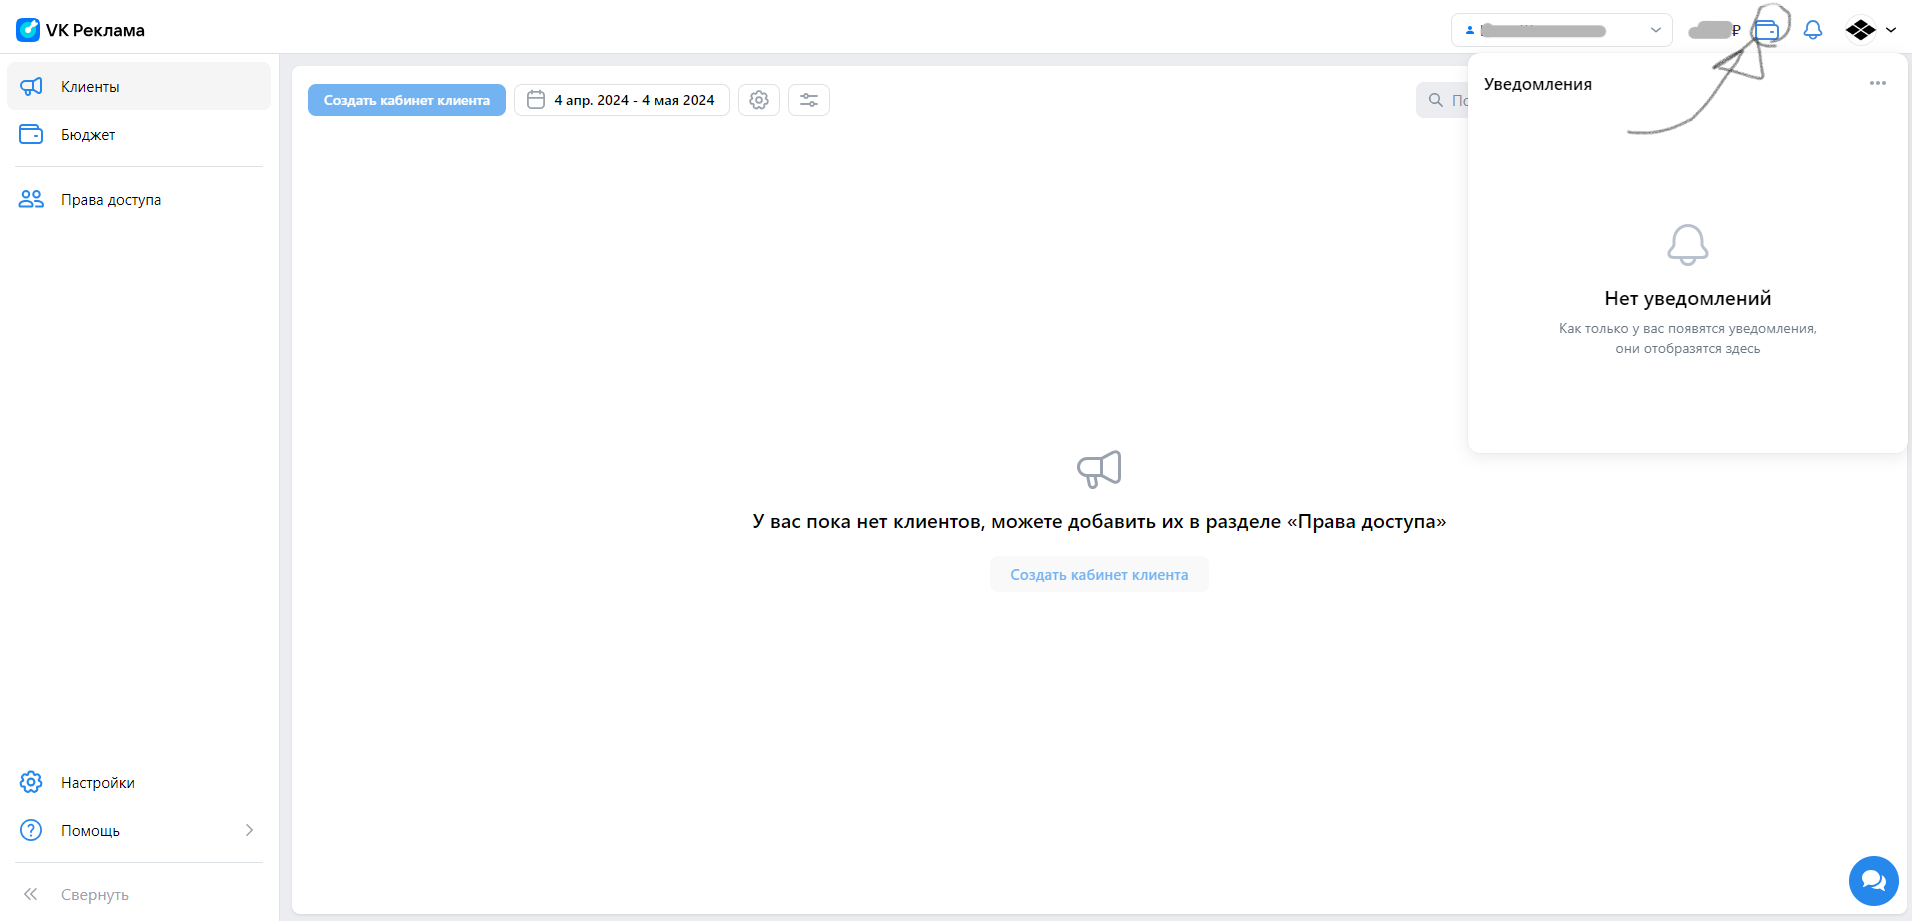 VK Реклама
₽
Клиенты
Бюджет
Права доступа
Настройки
Помощь
Свернуть
Создать кабинет клиента
4 апр. 2024 - 4 мая 2024
Уведомления
Нет уведомлений
Как только у вас появятся уведомления,
они отобразятся здесь
У вас пока нет клиентов, можете добавить их в разделе «Права доступа»
Создать кабинет клиента